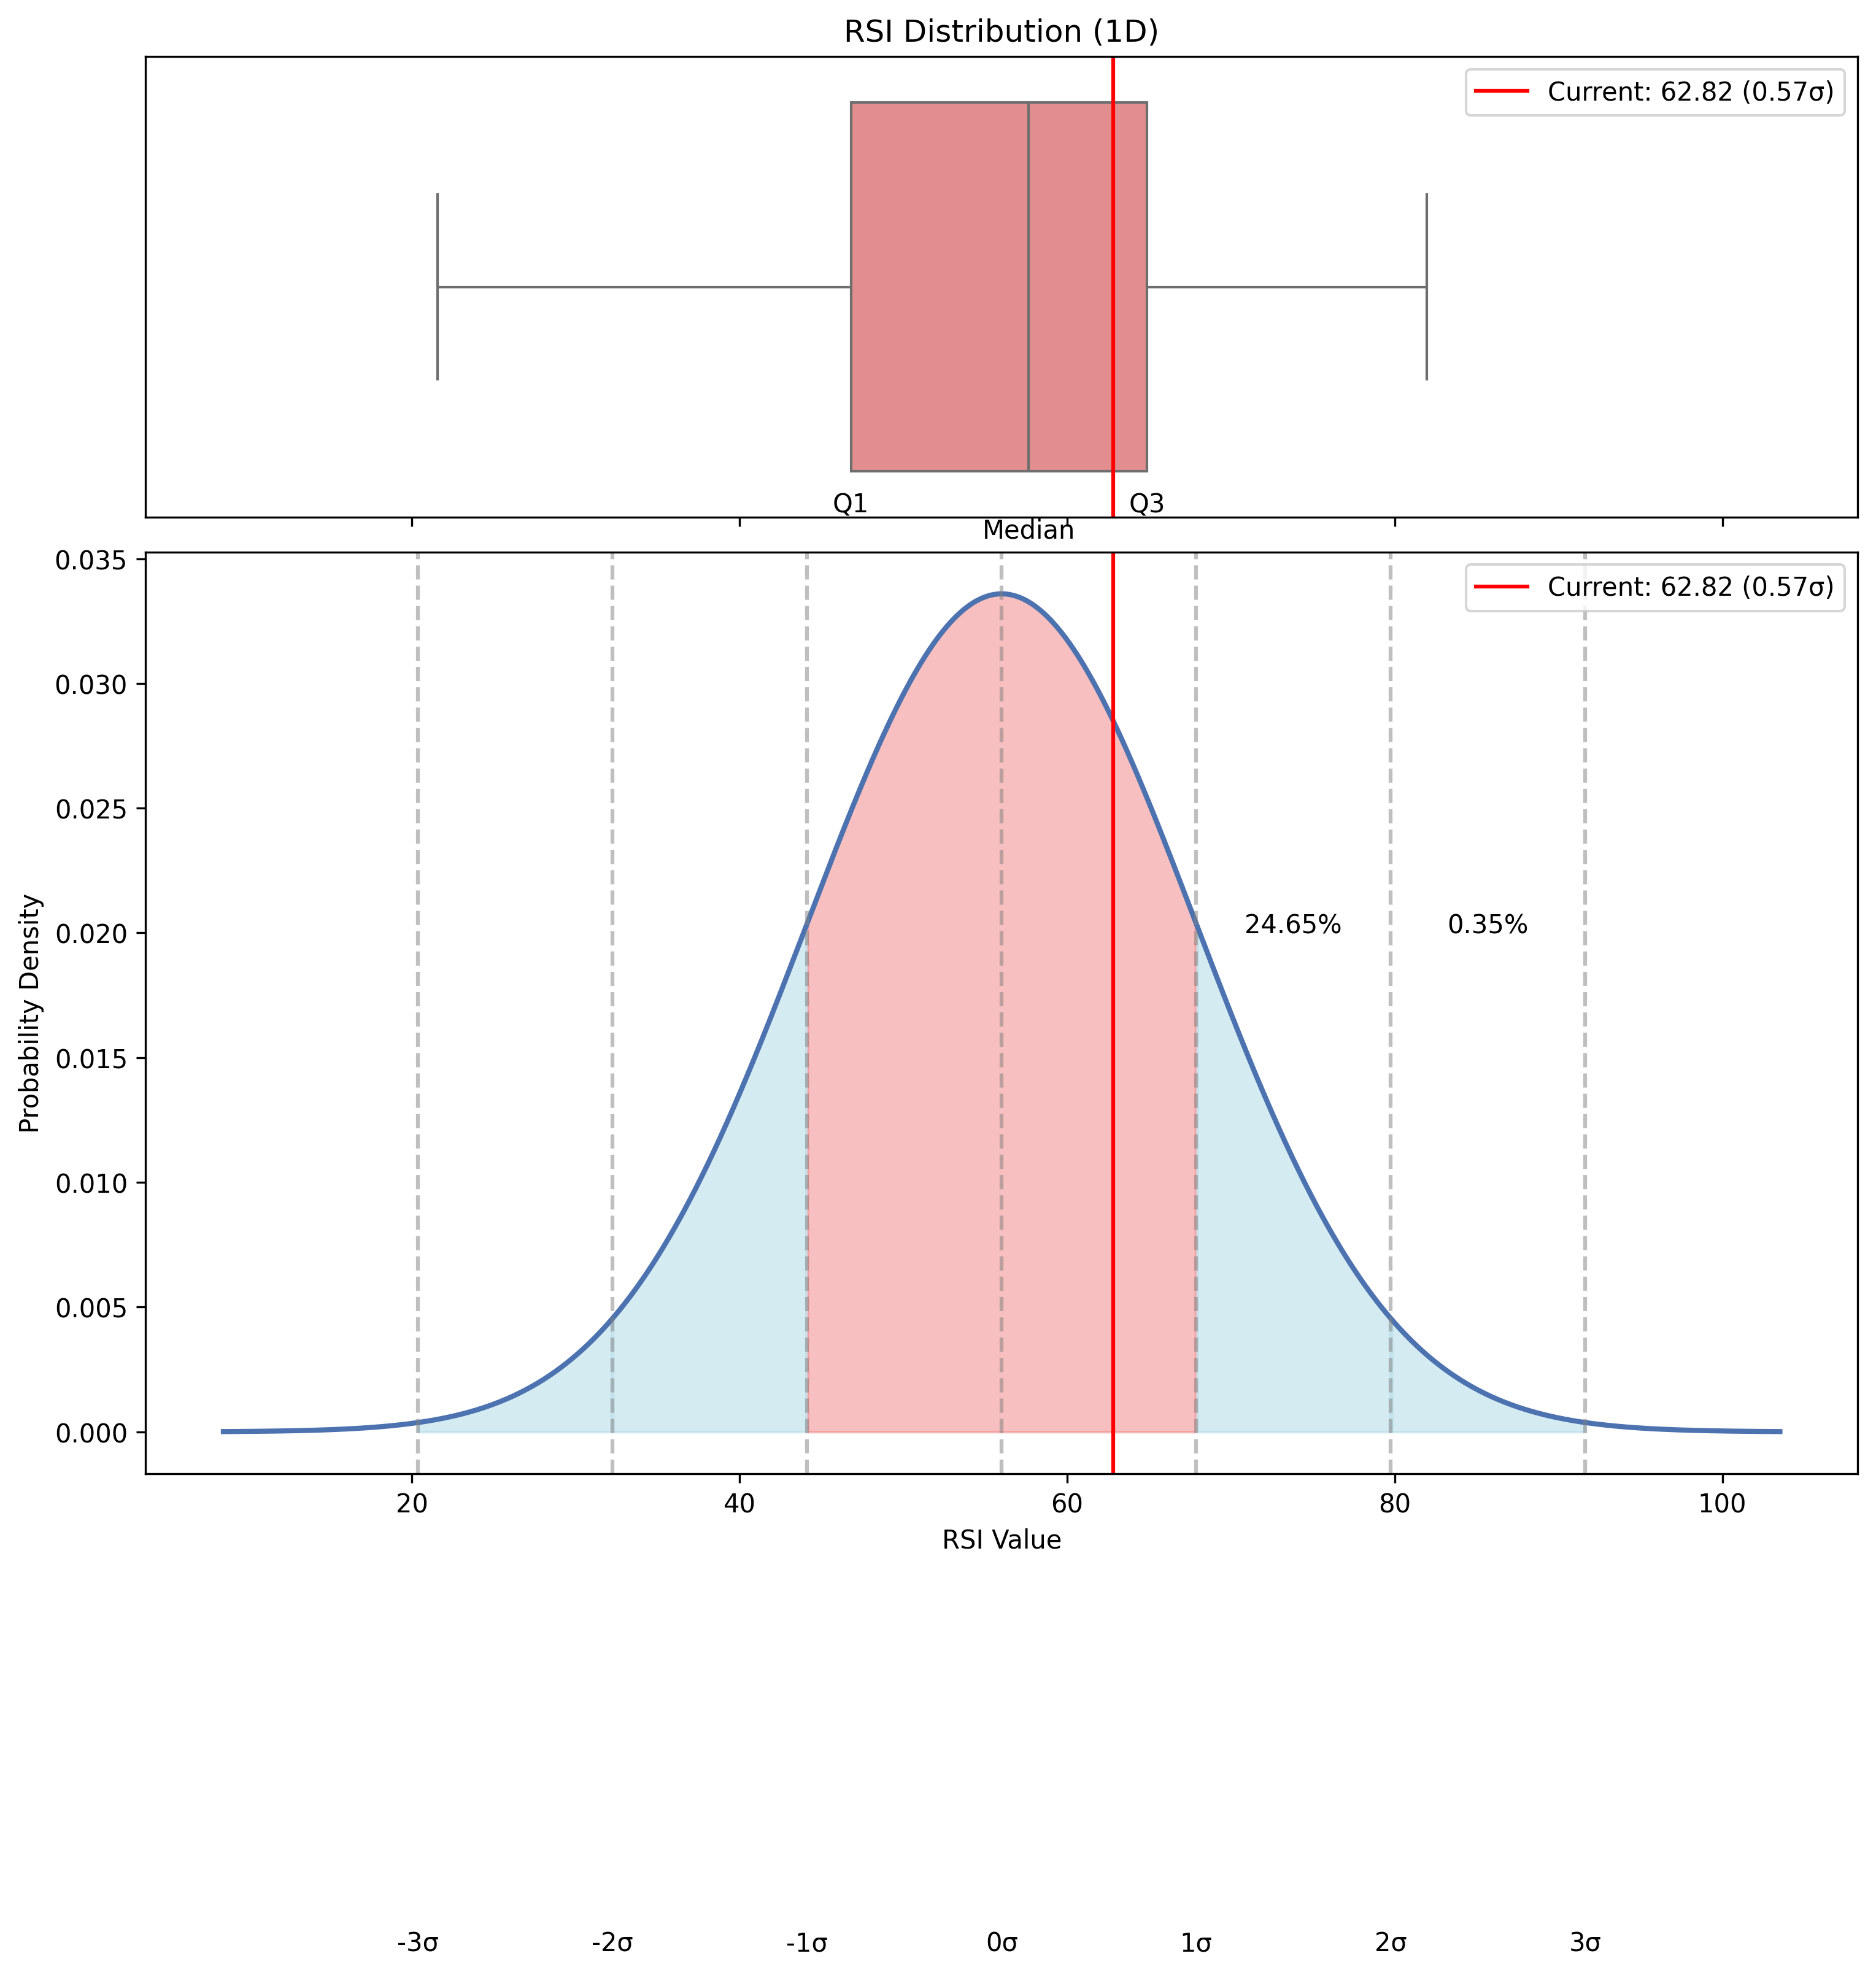 RSI Distribution (1D)
Current: 62.82 (0.57σ)
Q1
Q3
Median
Current: 62.82 (0.57σ)
0.035
0.030
0.025
0.020
0.015
0.010
0.005
0.000
Probability Density
24.65%
0.35%
20
40
60
80
100
RSI Value
-3σ
-2σ
-1σ
0σ
1σ
2σ
3σ